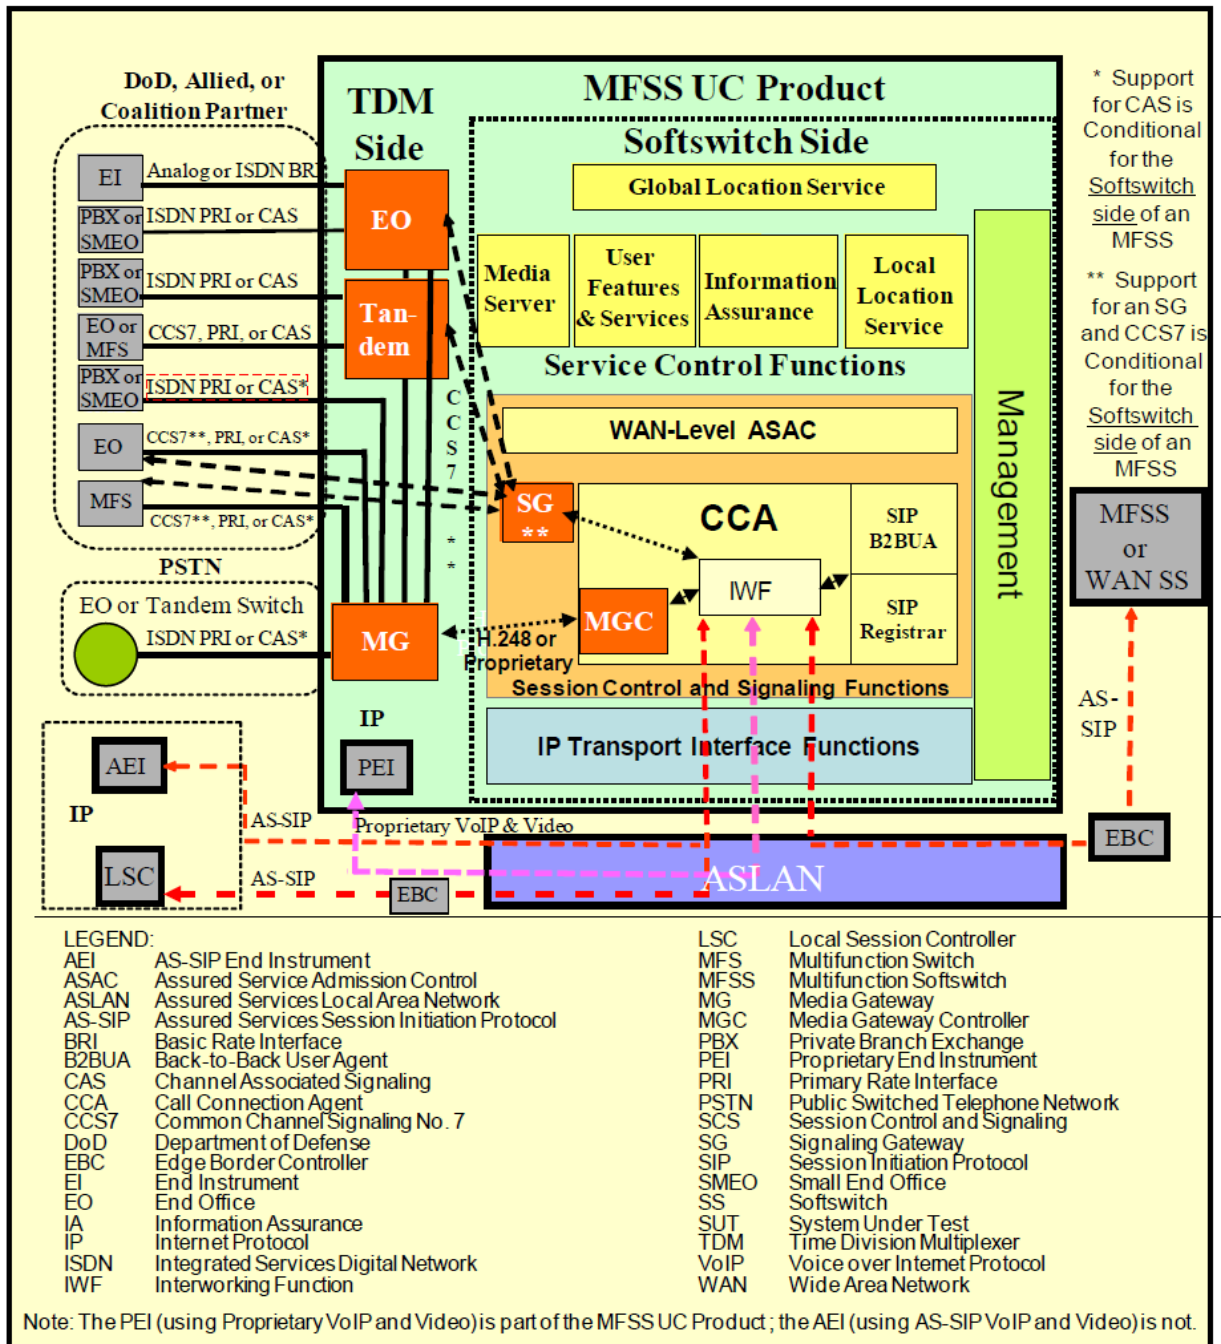 DoD, Allied, or
Coalition Partner
TDM
Side
MFSS UC Product
Softswitch Side
* Support
for CAS is
Conditional
for the
Softswitch
side of an
MFSS
** Support
for an SG
and CCS7 is
Conditional
for the
Softswitch
side of an
MFSS
EI
Analog or ISDN BRI
PBX or
SMEO
ISDN PRI or CAS
PBX or
SMEO
ISDN PRI or CAS
EO or
MFS
CCS7, PRI, or CAS
PBX or
SMEO
ISDN PRI or CAS*
EO
CCS7**, PRI, or CAS*
MFS
CCS7**, PRI, or CAS*
EO
Tan-
dem
CCS7
**
Global Location Service
Media
Server
User
Features
& Services
Information
Assurance
Local
Location
Service
Service Control Functions
Management
WAN-Level ASAC
SG
**
CCA
SIP
B2BUA
IWF
MGC
SIP
Registrar
H.248 or
Proprietary
Session Control and Signaling Functions
IP Transport Interface Functions
MFSS
or
WAN SS
PSTN
EO or Tandem Switch
ISDN PRI or CAS*
MG
IP
PEI
AS-
SIP
AEI
IP
LSC
AS-SIP
Proprietary VoIP & Video
AS-SIP
EBC
ASLAN
EBC
LEGEND:
AEI AS-SIP End Instrument
ASAC Assured Service Admission Control
ASLAN Assured Services Local Area Network
AS-SIP Assured Services Session Initiation Protocol
BRI Basic Rate Interface
B2BUA Back-to-Back User Agent
CAS Channel Associated Signaling
CCA Call Connection Agent
CCS7 Common Channel Signaling No. 7
DoD Department of Defense
EBC Edge Border Controller
EI End Instrument
EO End Office
IA Information Assurance
IP Internet Protocol
ISDN Integrated Services Digital Network
IWF Interworking Function
LSC Local Session Controller
MFS Multifunction Switch
MFSS Multifunction Softswitch
MG Media Gateway
MGC Media Gateway Controller
PBX Private Branch Exchange
PEI Proprietary End Instrument
PRI Primary Rate Interface
PSTN Public Switched Telephone Network
SCS Session Control and Signaling
SG Signaling Gateway
SIP Session Initiation Protocol
SMEO Small End Office
SS Softswitch
SUT System Under Test
TDM Time Division Multiplexer
VoIP Voice over Internet Protocol
WAN Wide Area Network
Note: The PEI (using Proprietary VoIP and Video) is part of the MFSS UC Product; the AEI (using AS-SIP VoIP and Video) is not.